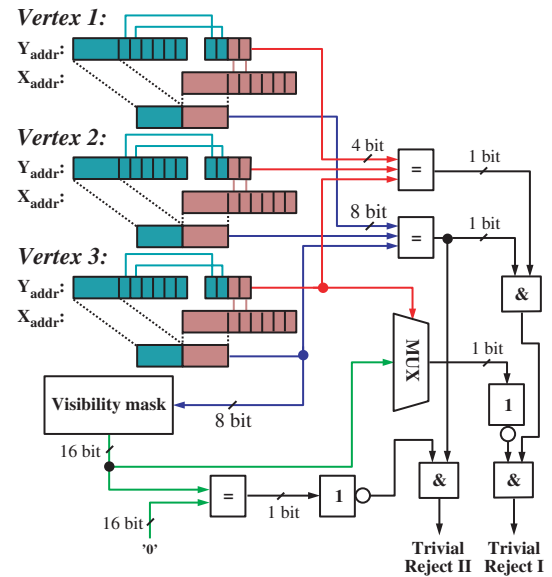 Vertex 1:
Yaddr:
Xaddr:
Vertex 2:
Yaddr:
Xaddr:
4 bit
1 bit
=
8 bit
1 bit
=
Vertex 3:
Yaddr:
Xaddr:
&
MUX
1 bit
Visibility mask
8 bit
1
16 bit
=
1 bit
1
&
&
16 bit
'0'
Trivial
Reject II
Trivial
Reject I